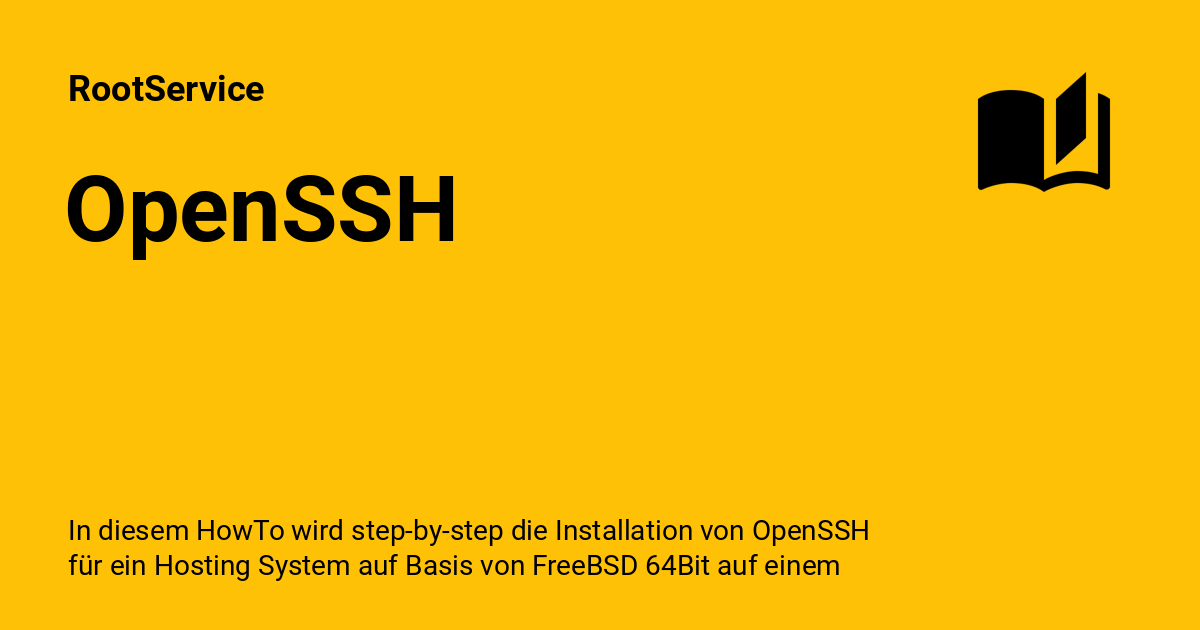 RootService
OpenSSH
In diesem HowTo wird step-by-step die Installation von OpenSSH
für ein Hosting System auf Basis von FreeBSD 64Bit auf einem